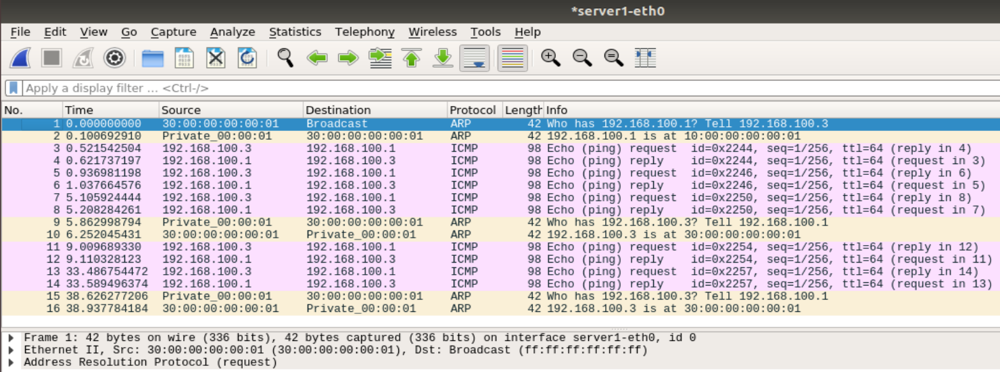 *server1-eth0
File Edit View Go Capture Analyze Statistics Telephony Wireless Tools Help
Apply a display filter ... <Ctrl-/>
No. Time Source Destination Protocol Length Info
1 0.000000000 30:00:00:00:00:01 Broadcast ARP 42 Who has 192.168.100.1? Tell 192.168.100.3
2 0.100692910 Private_00:00:01 30:00:00:00:00:01 ARP 42 192.168.100.1 is at 10:00:00:00:00:01
3 0.521542504 192.168.100.3 192.168.100.1 ICMP 98 Echo (ping) request id=0x2244, seq=1/256, ttl=64 (reply in 4)
4 0.621737197 192.168.100.1 192.168.100.3 ICMP 98 Echo (ping) reply id=0x2244, seq=1/256, ttl=64 (request in 3)
5 0.936981198 192.168.100.3 192.168.100.1 ICMP 98 Echo (ping) request id=0x2246, seq=1/256, ttl=64 (reply in 6)
6 1.037664576 192.168.100.1 192.168.100.3 ICMP 98 Echo (ping) reply id=0x2246, seq=1/256, ttl=64 (request in 5)
7 5.105924444 192.168.100.3 192.168.100.1 ICMP 98 Echo (ping) request id=0x2250, seq=1/256, ttl=64 (reply in 8)
8 5.208284261 192.168.100.1 192.168.100.3 ICMP 98 Echo (ping) reply id=0x2250, seq=1/256, ttl=64 (request in 7)
9 5.862998794 Private_00:00:01 30:00:00:00:00:01 ARP 42 Who has 192.168.100.3? Tell 192.168.100.1
10 6.252045431 30:00:00:00:00:01 Private_00:00:01 ARP 42 192.168.100.3 is at 30:00:00:00:00:01
11 9.009689330 192.168.100.3 192.168.100.1 ICMP 98 Echo (ping) request id=0x2254, seq=1/256, ttl=64 (reply in 12)
12 9.110328123 192.168.100.1 192.168.100.3 ICMP 98 Echo (ping) reply id=0x2254, seq=1/256, ttl=64 (request in 11)
13 33.486754472 192.168.100.3 192.168.100.1 ICMP 98 Echo (ping) request id=0x2257, seq=1/256, ttl=64 (reply in 14)
14 33.589496374 192.168.100.1 192.168.100.3 ICMP 98 Echo (ping) reply id=0x2257, seq=1/256, ttl=64 (request in 13)
15 38.626277206 Private_00:00:01 30:00:00:00:00:01 ARP 42 Who has 192.168.100.3? Tell 192.168.100.1
16 38.937784184 30:00:00:00:00:01 Private_00:00:01 ARP 42 192.168.100.3 is at 30:00:00:00:00:01
Frame 1: 42 bytes on wire (336 bits), 42 bytes captured (336 bits) on interface server1-eth0, id 0
Ethernet II, Src: 30:00:00:00:00:01 (30:00:00:00:00:01), Dst: Broadcast (ff:ff:ff:ff:ff:ff)
Address Resolution Protocol (request)